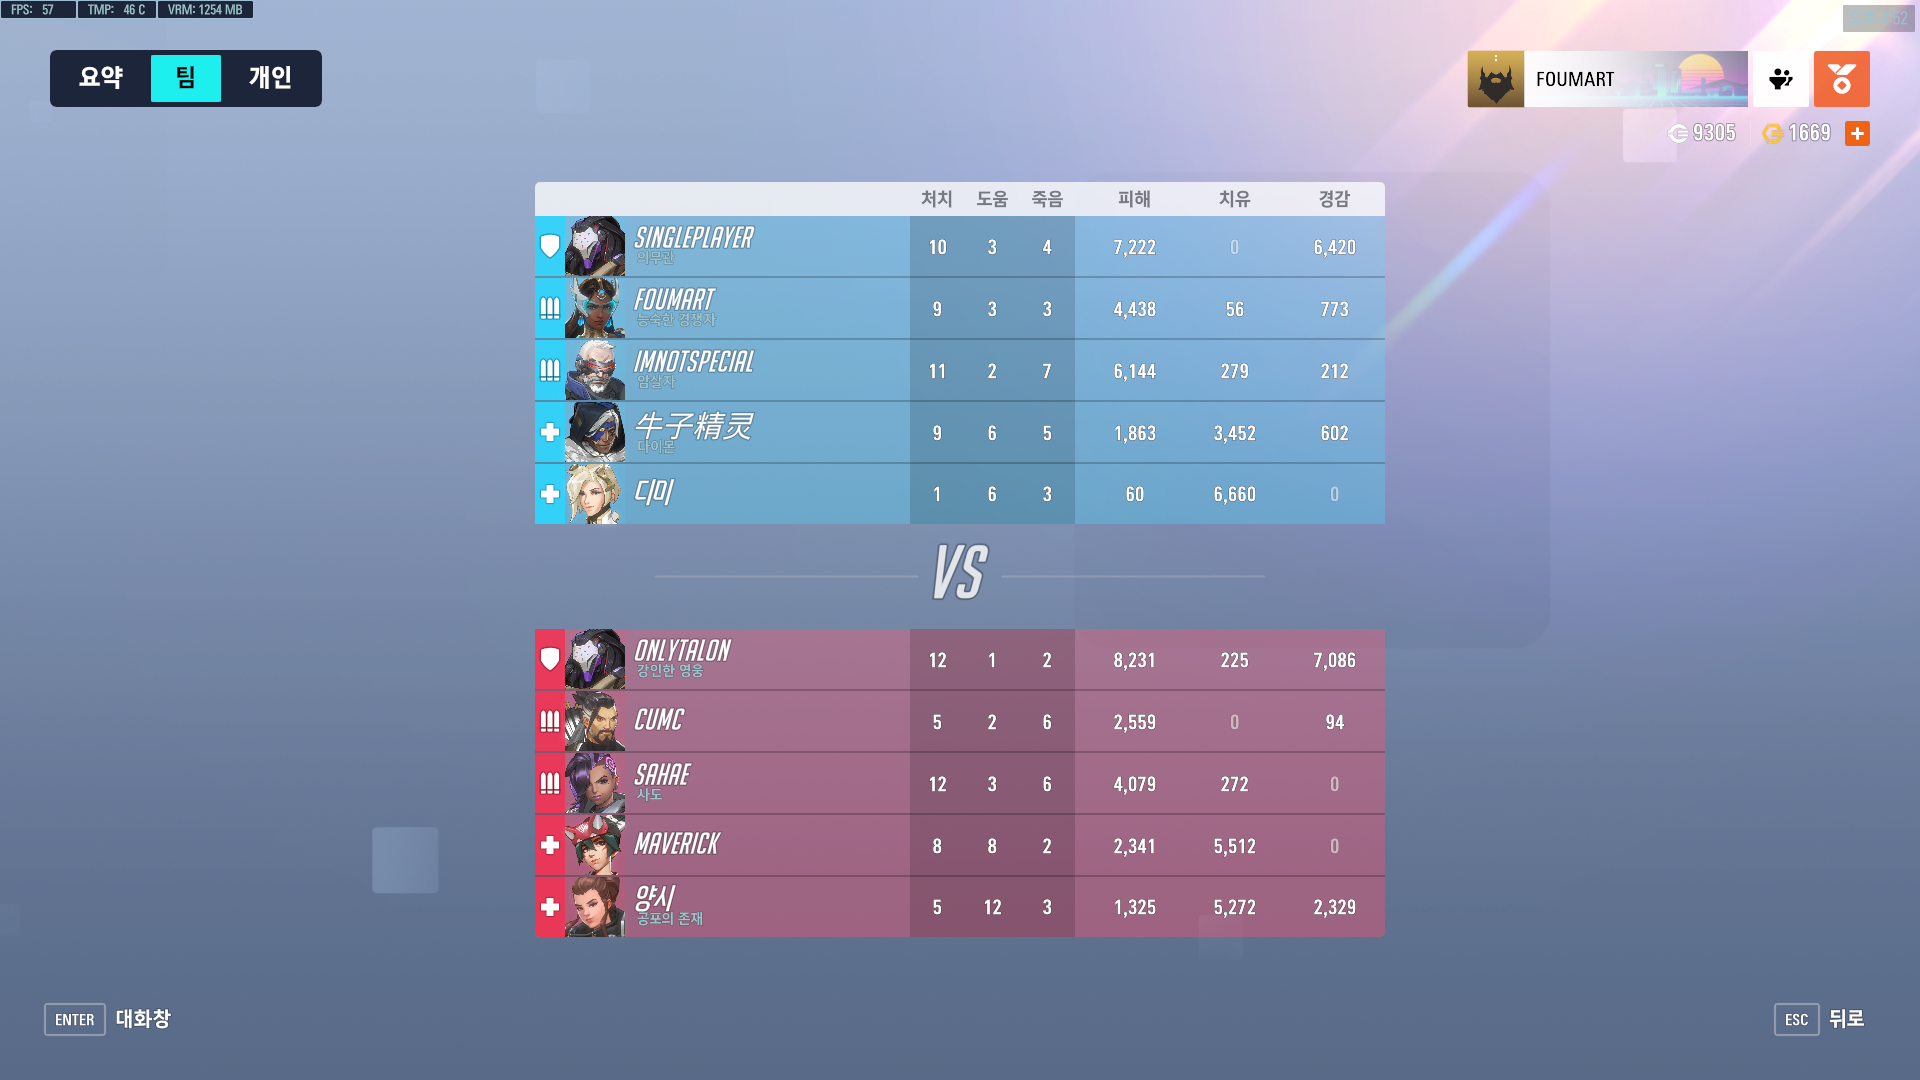 FPS: 57 TMP: 46 C VRM: 1254 MB
요약 팀 개인
FOUMART
9305 1669
처치 도움 죽음 피해 치유 경감
SINGLEPLAYER 10 3 4 7,222 0 6,420
의무관
FOUMART 9 3 3 4,438 56 773
능숙한 경쟁자
IMNOTSPECIAL 11 2 7 6,144 279 212
암살자
牛子精灵 9 6 5 1,863 3,452 602
다이몬
디미 1 6 3 60 6,660 0
VS
ONLYTALON 12 1 2 8,231 225 7,086
강인한 영웅
CUMC 5 2 6 2,559 0 94
SAHAE 12 3 6 4,079 272 0
사도
MAVERICK 8 8 2 2,341 5,512 0
양시 5 12 3 1,325 5,272 2,329
공포의 존재
ENTER 대화창
ESC 뒤로